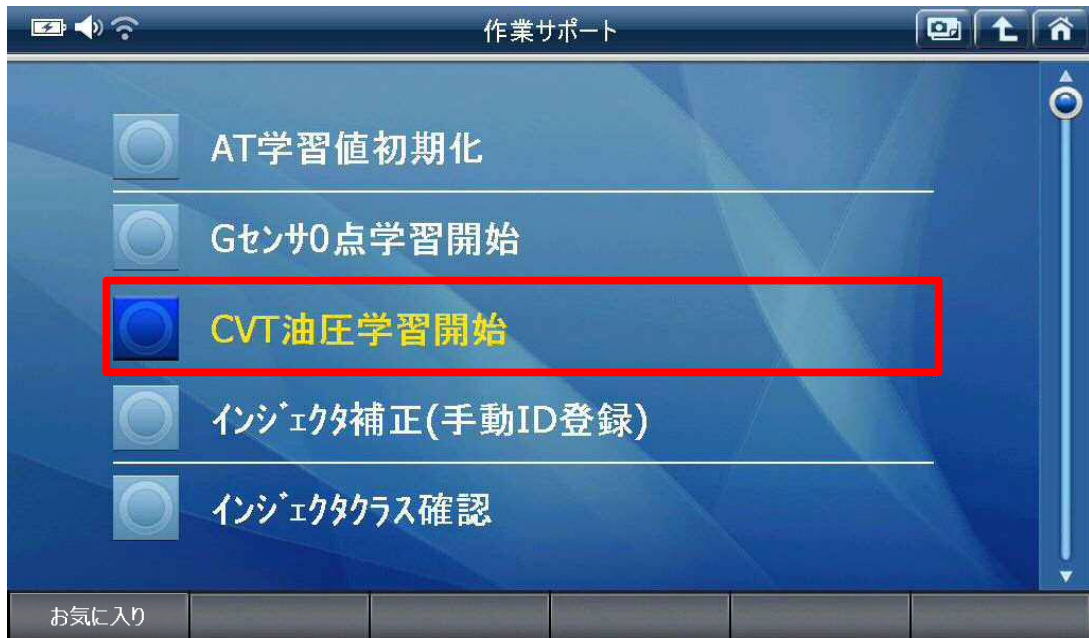 作業サポート
AT学習値初期化
Gｾﾝｻ0点学習開始
CVT油圧学習開始
ｲﾝｼﾞｪｸﾀ補正(手動ID登録)
ｲﾝｼﾞｪｸﾀｸﾗｽ確認
お気に入り